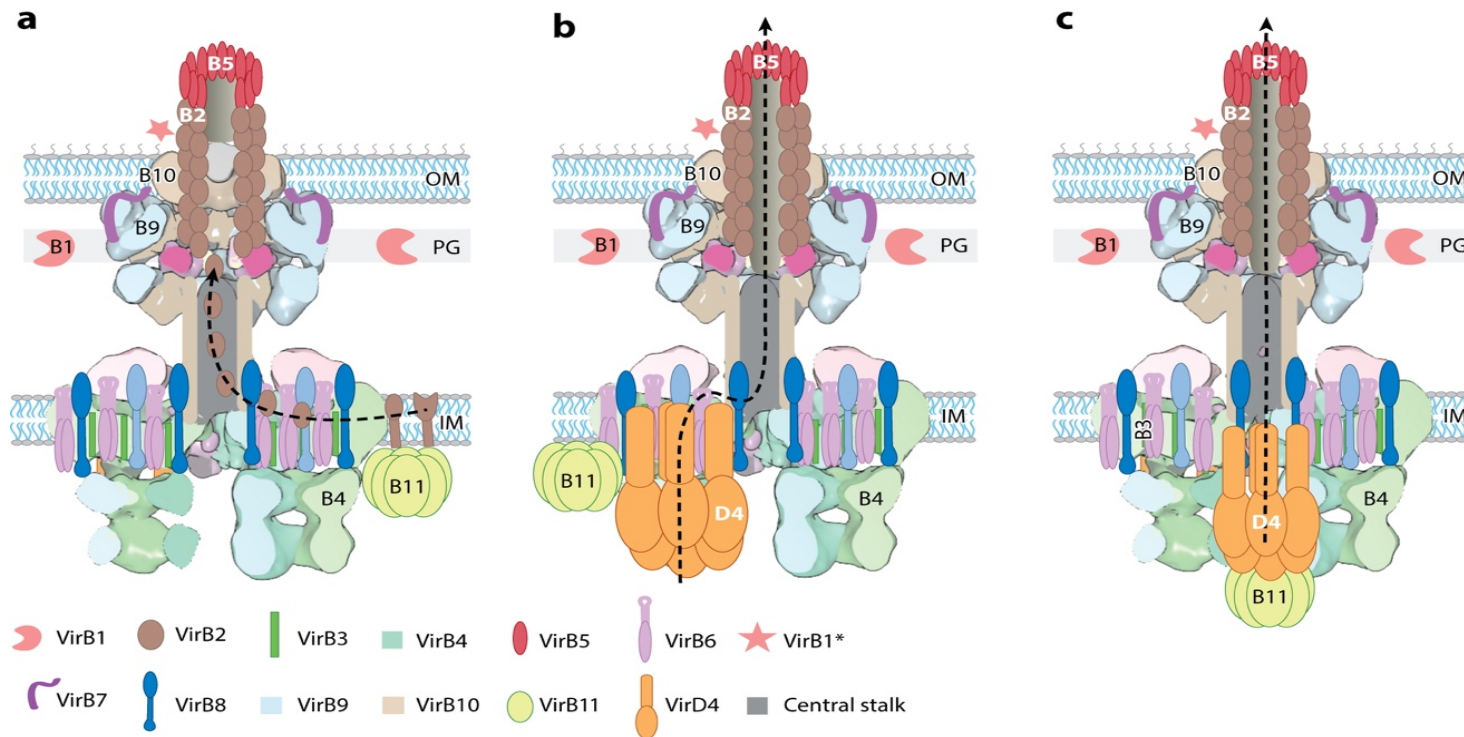 a
B5
B2
B10
OM
B9
B1
PG
IM
B11
B4
b
B5
B2
B10
OM
B9
B1
PG
IM
B11
B4
D4
c
B5
B2
B10
OM
B9
B1
PG
IM
B3
B4
D4
B11
VirB1
VirB2
VirB3
VirB4
VirB5
VirB6
VirB1*
VirB7
VirB8
VirB9
VirB10
VirB11
VirD4
Central stalk